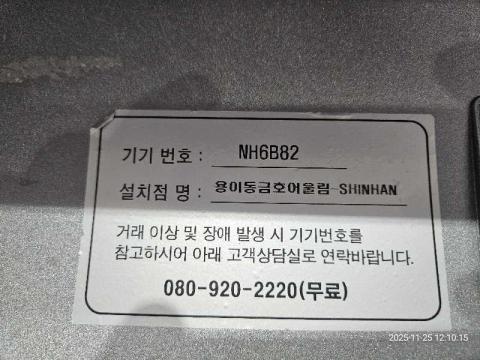 기기 번호 : NH6B82
설치점 명 : 용이동금호어울림-SHINHAN
거래 이상 및 장애 발생 시 기기번호를
참고하시어 아래 고객상담실로 연락바랍니다.
080-920-2220(무료)
2025-11-25 12:10:15